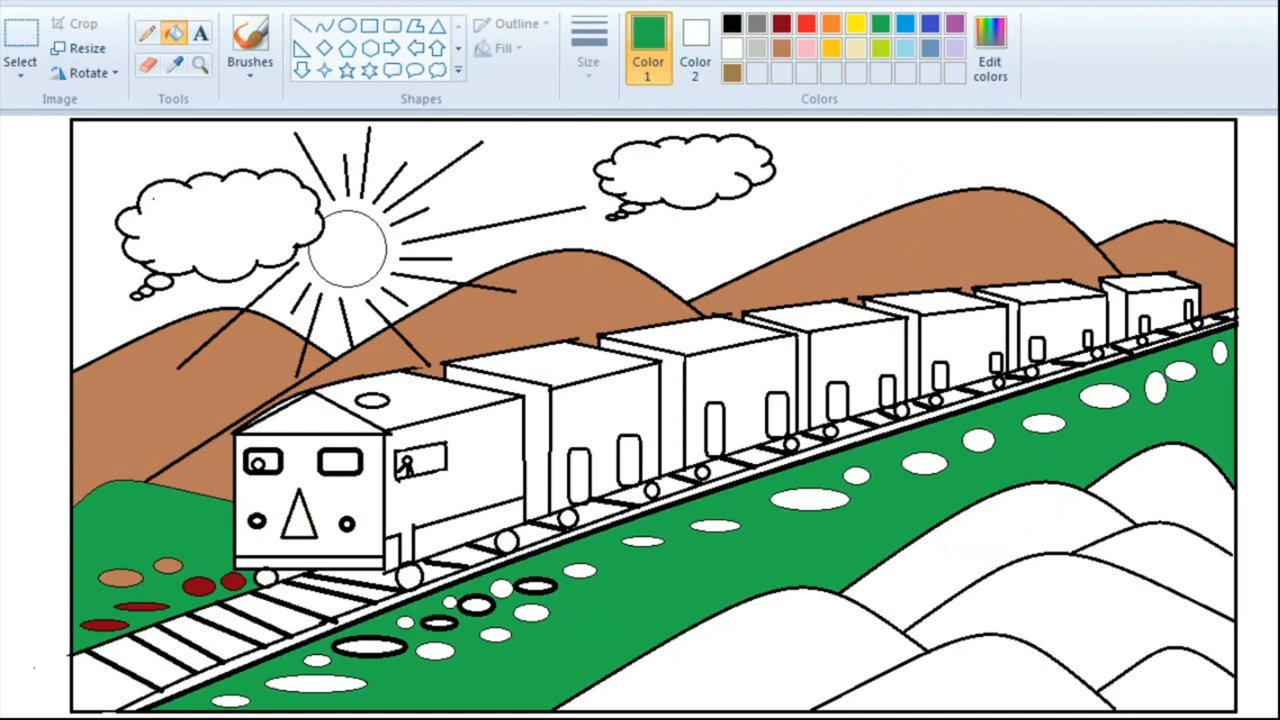 Crop
Resize
Rotate
Select
Image
A
Tools
Brushes
Shapes
Outline
Fill
Size
Color
1
Color
2
Edit
colors
Colors